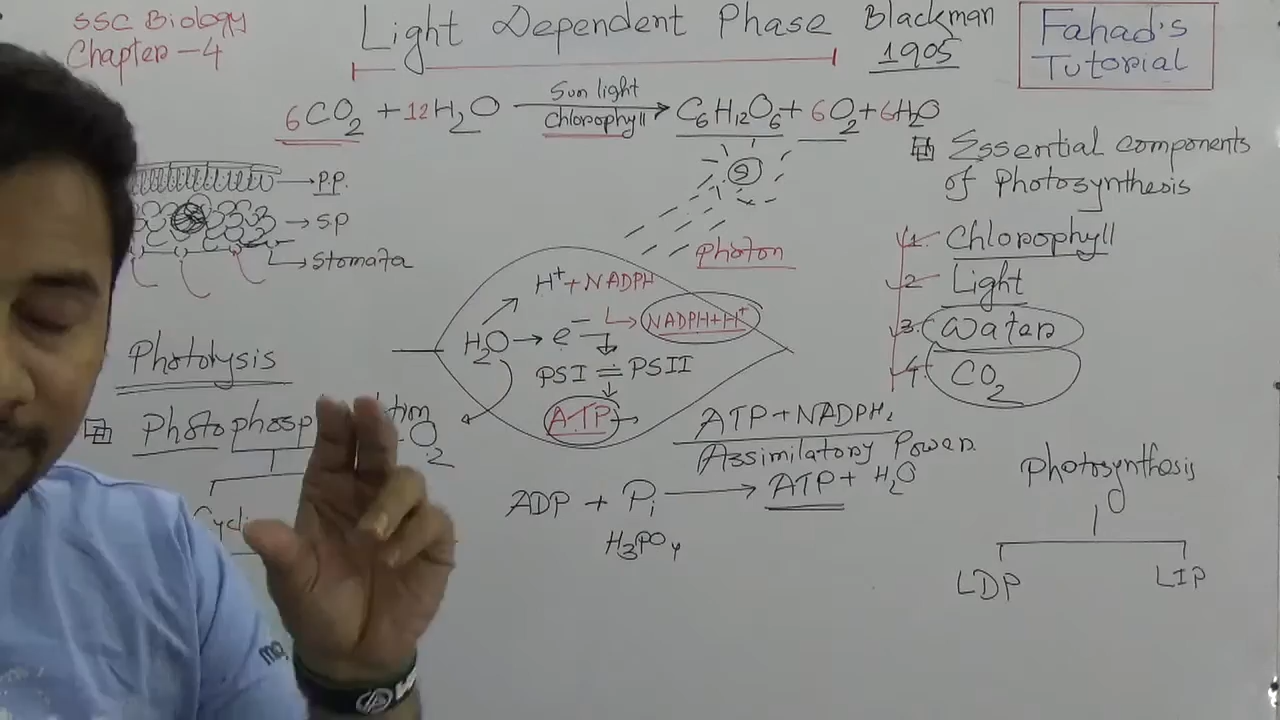 SSC Biology
Chapter-4
Light Dependent Phase
Blackman
1905
Fahad's
Tutorial
6CO2 + 12H2O Sun light Chlorophyll C6H12O6 + 6O2 + 6H2O
P.P.
SP
Stomata
S
Photon
Essential components
of Photosynthesis
1. Chlorophyll
2. Light
3. Water
4. CO2
H+ + NADPH
NADPH+H+
H2O → e-
PSI = PSII
ATP
O2
Photolysis
ATP + NADPH2
Assimilatory Power
ADP + Pi → ATP + H2O
H3PO4
Photosynthesis
LDP
LIP